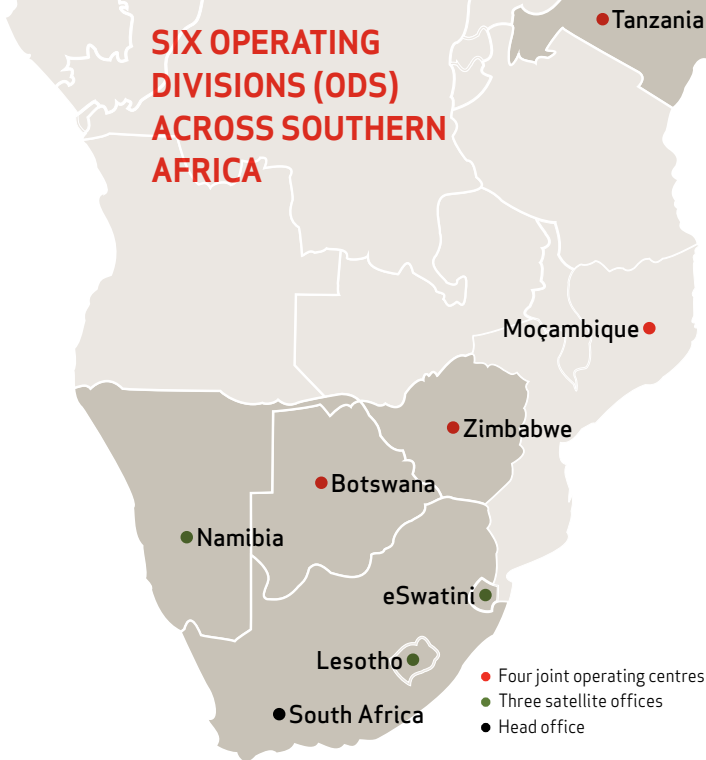 SIX OPERATING
DIVISIONS (ODS)
ACROSS SOUTHERN
AFRICA
Tanzania
Moçambique
Zimbabwe
Botswana
Namibia
eSwatini
Lesotho
South Africa
Four joint operating centres
Three satellite offices
Head office